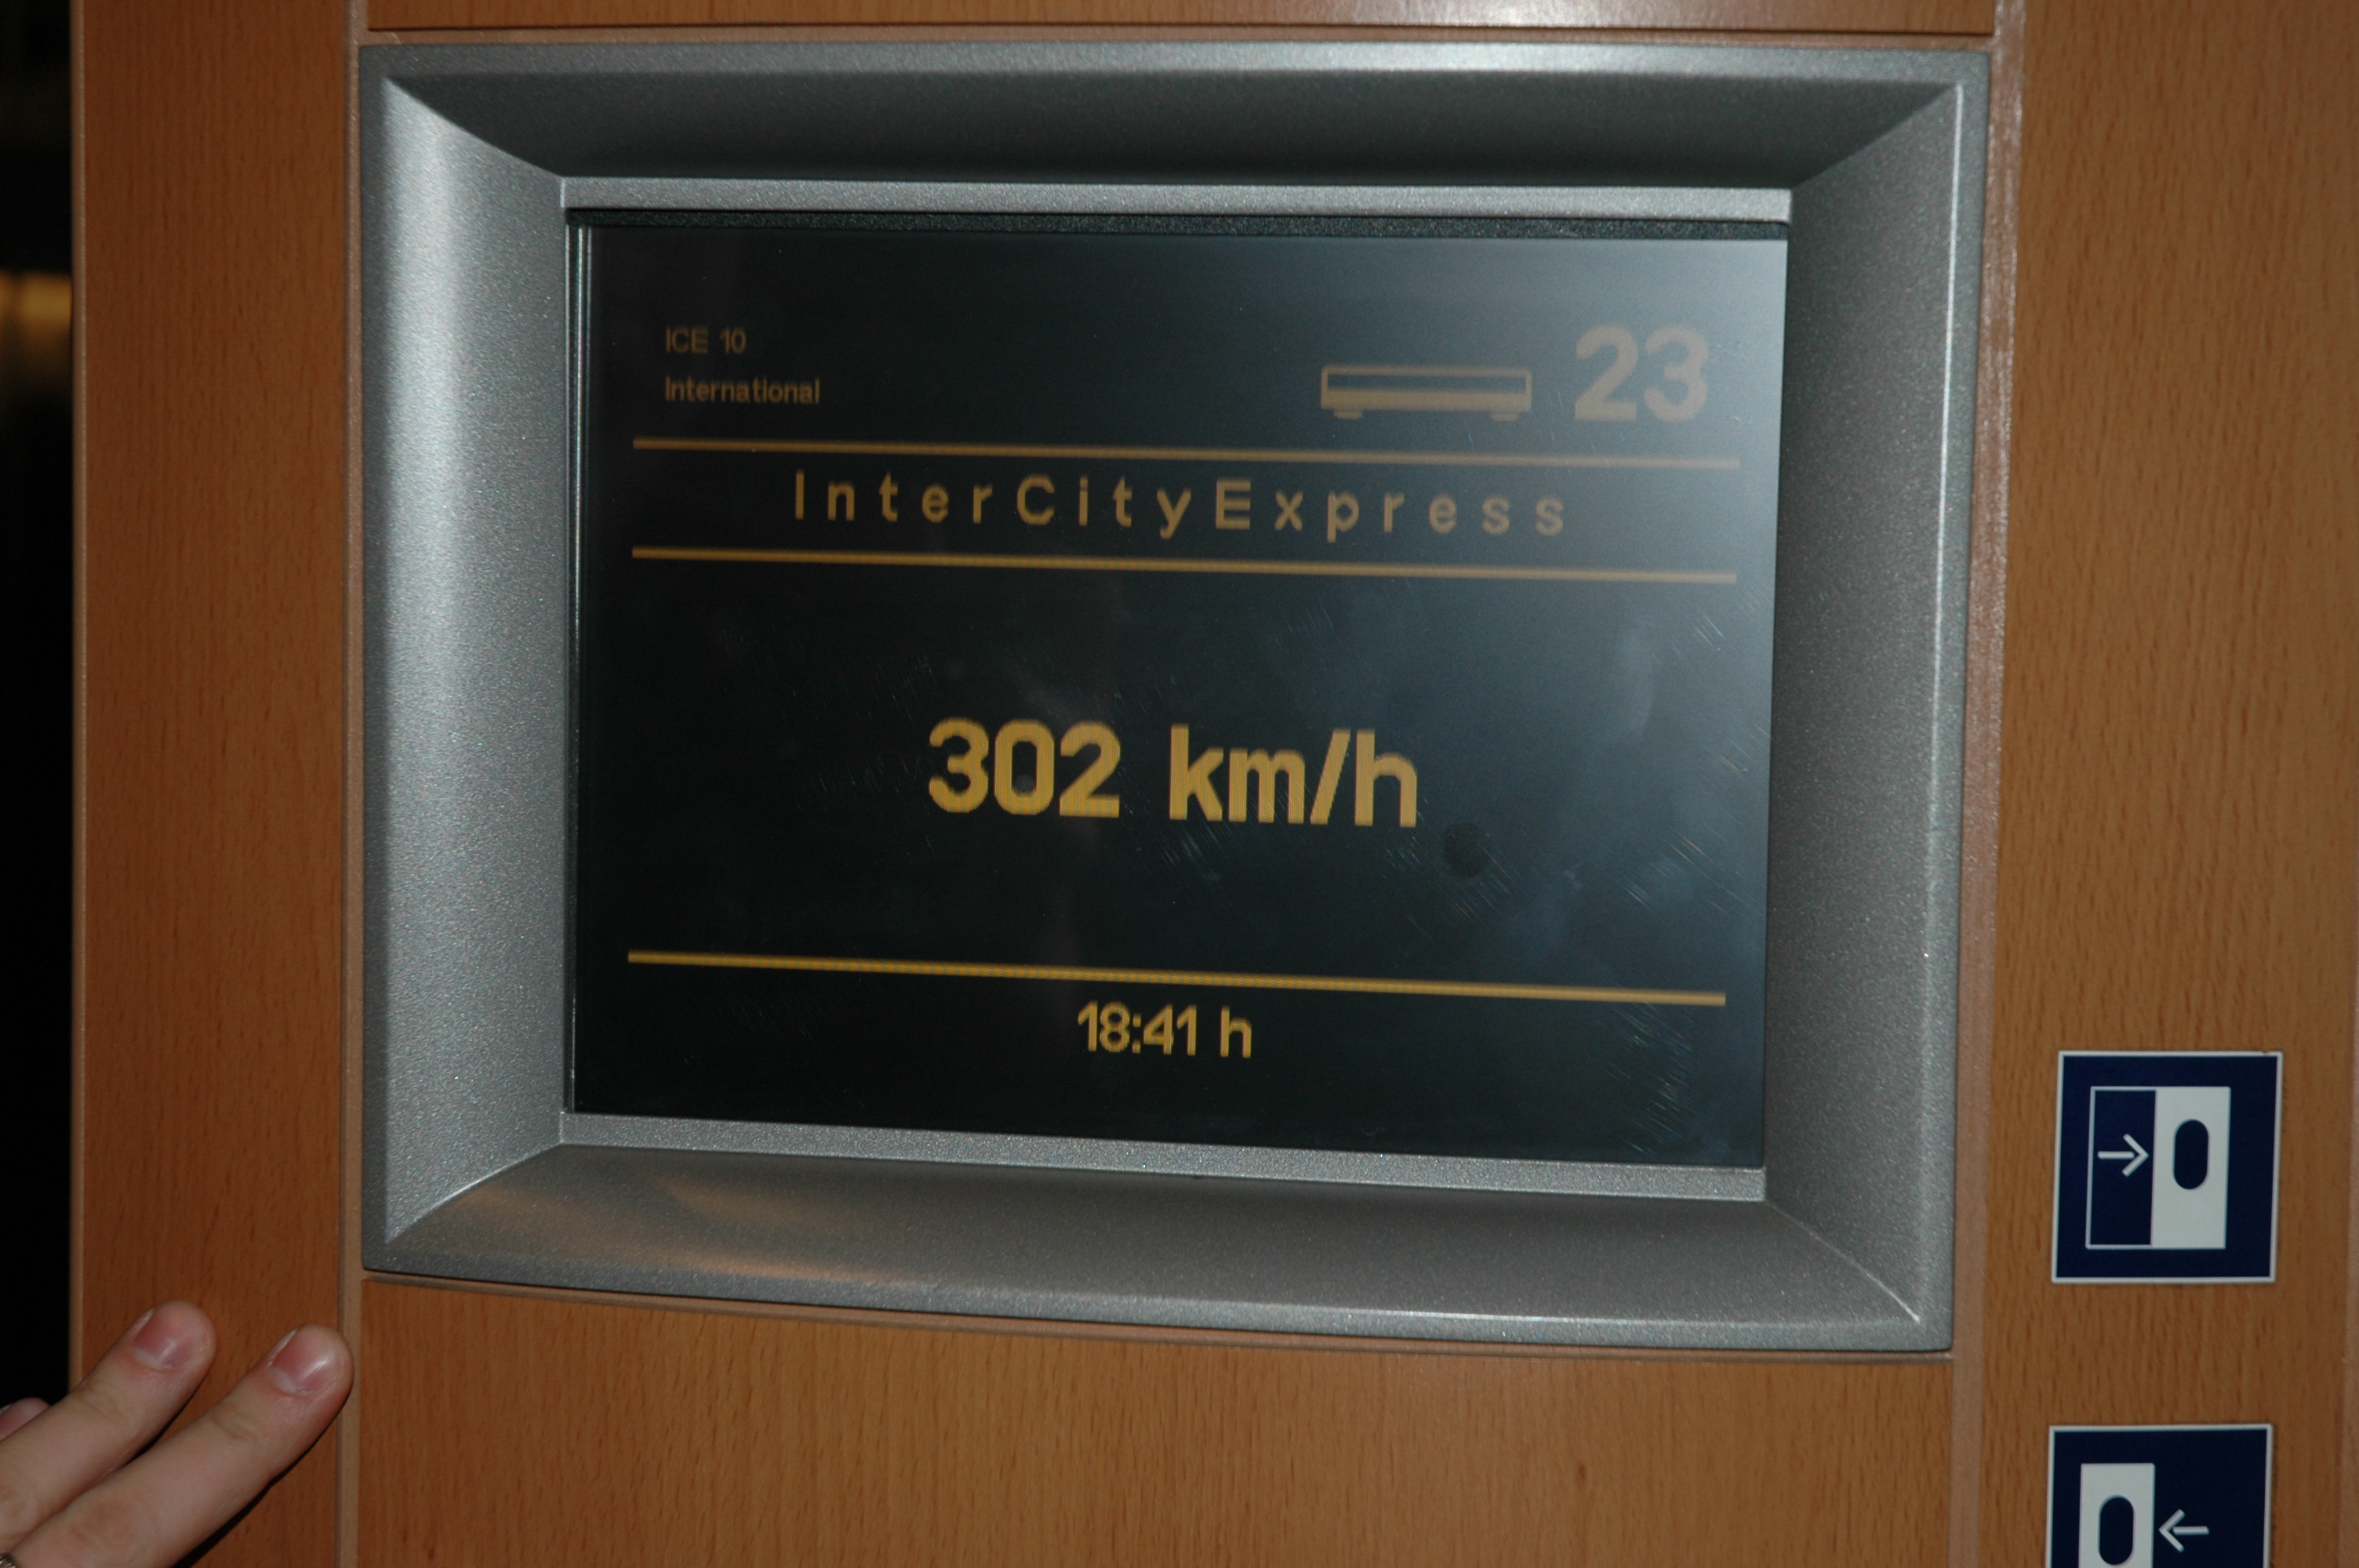 ICE 10
23
International
InterCityExpress
302 km/h
18:41 h